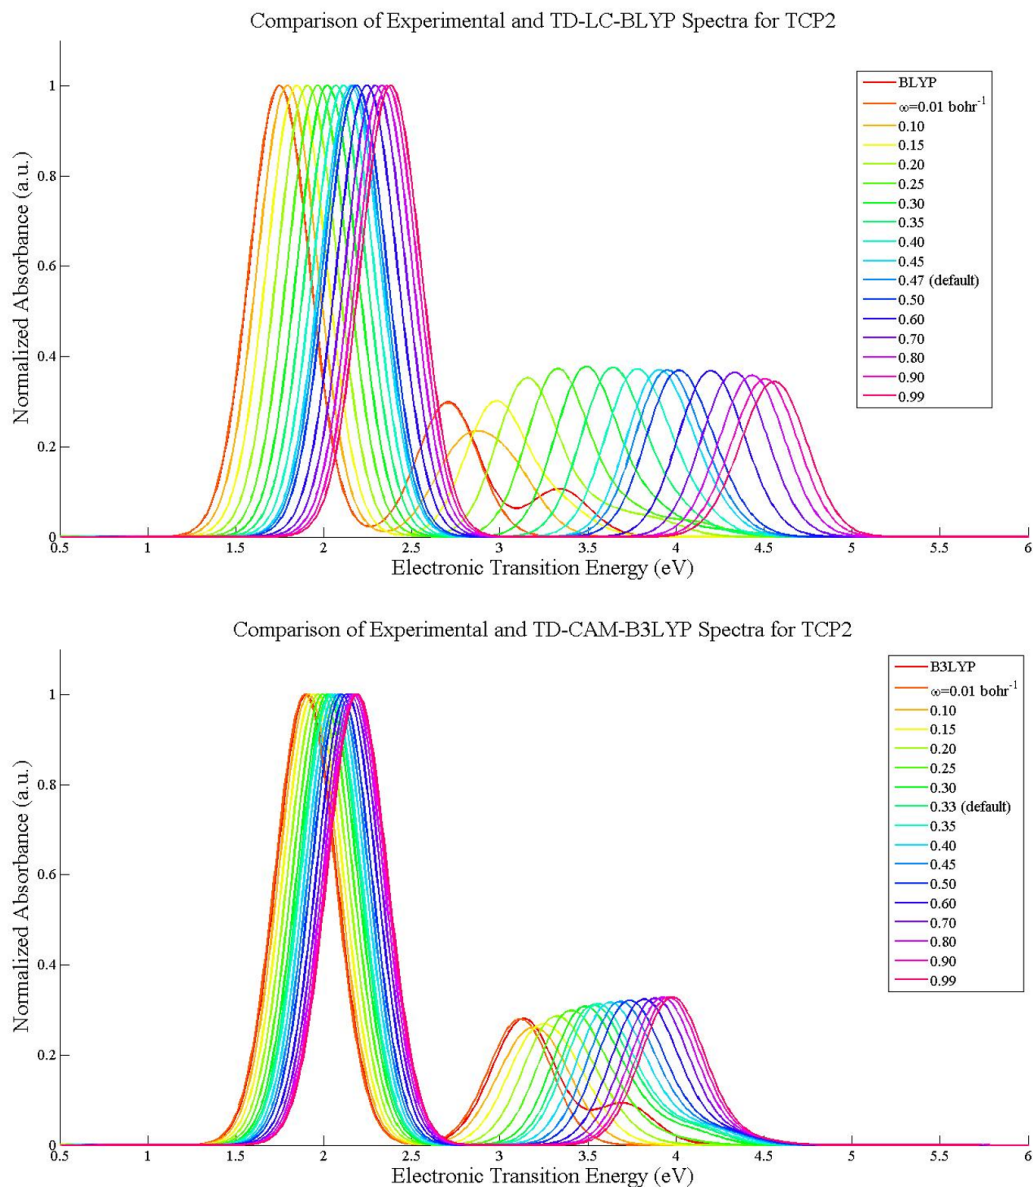 Comparison of Experimental and TD-LC-BLYP Spectra for TCP2
Normalized Absorbance (a.u.)
1
0.8
0.6
0.4
0.2
0
0.5 1 1.5 2 2.5 3 3.5 4 4.5 5 5.5 6
Electronic Transition Energy (eV)
BLYP
ω=0.01 bohr⁻¹
0.10
0.15
0.20
0.25
0.30
0.35
0.40
0.45
0.47 (default)
0.50
0.60
0.70
0.80
0.90
0.99
Comparison of Experimental and TD-CAM-B3LYP Spectra for TCP2
Normalized Absorbance (a.u.)
1
0.8
0.6
0.4
0.2
0
0.5 1 1.5 2 2.5 3 3.5 4 4.5 5 5.5 6
Electronic Transition Energy (eV)
B3LYP
ω=0.01 bohr⁻¹
0.10
0.15
0.20
0.25
0.30
0.33 (default)
0.35
0.40
0.45
0.50
0.60
0.70
0.80
0.90
0.99